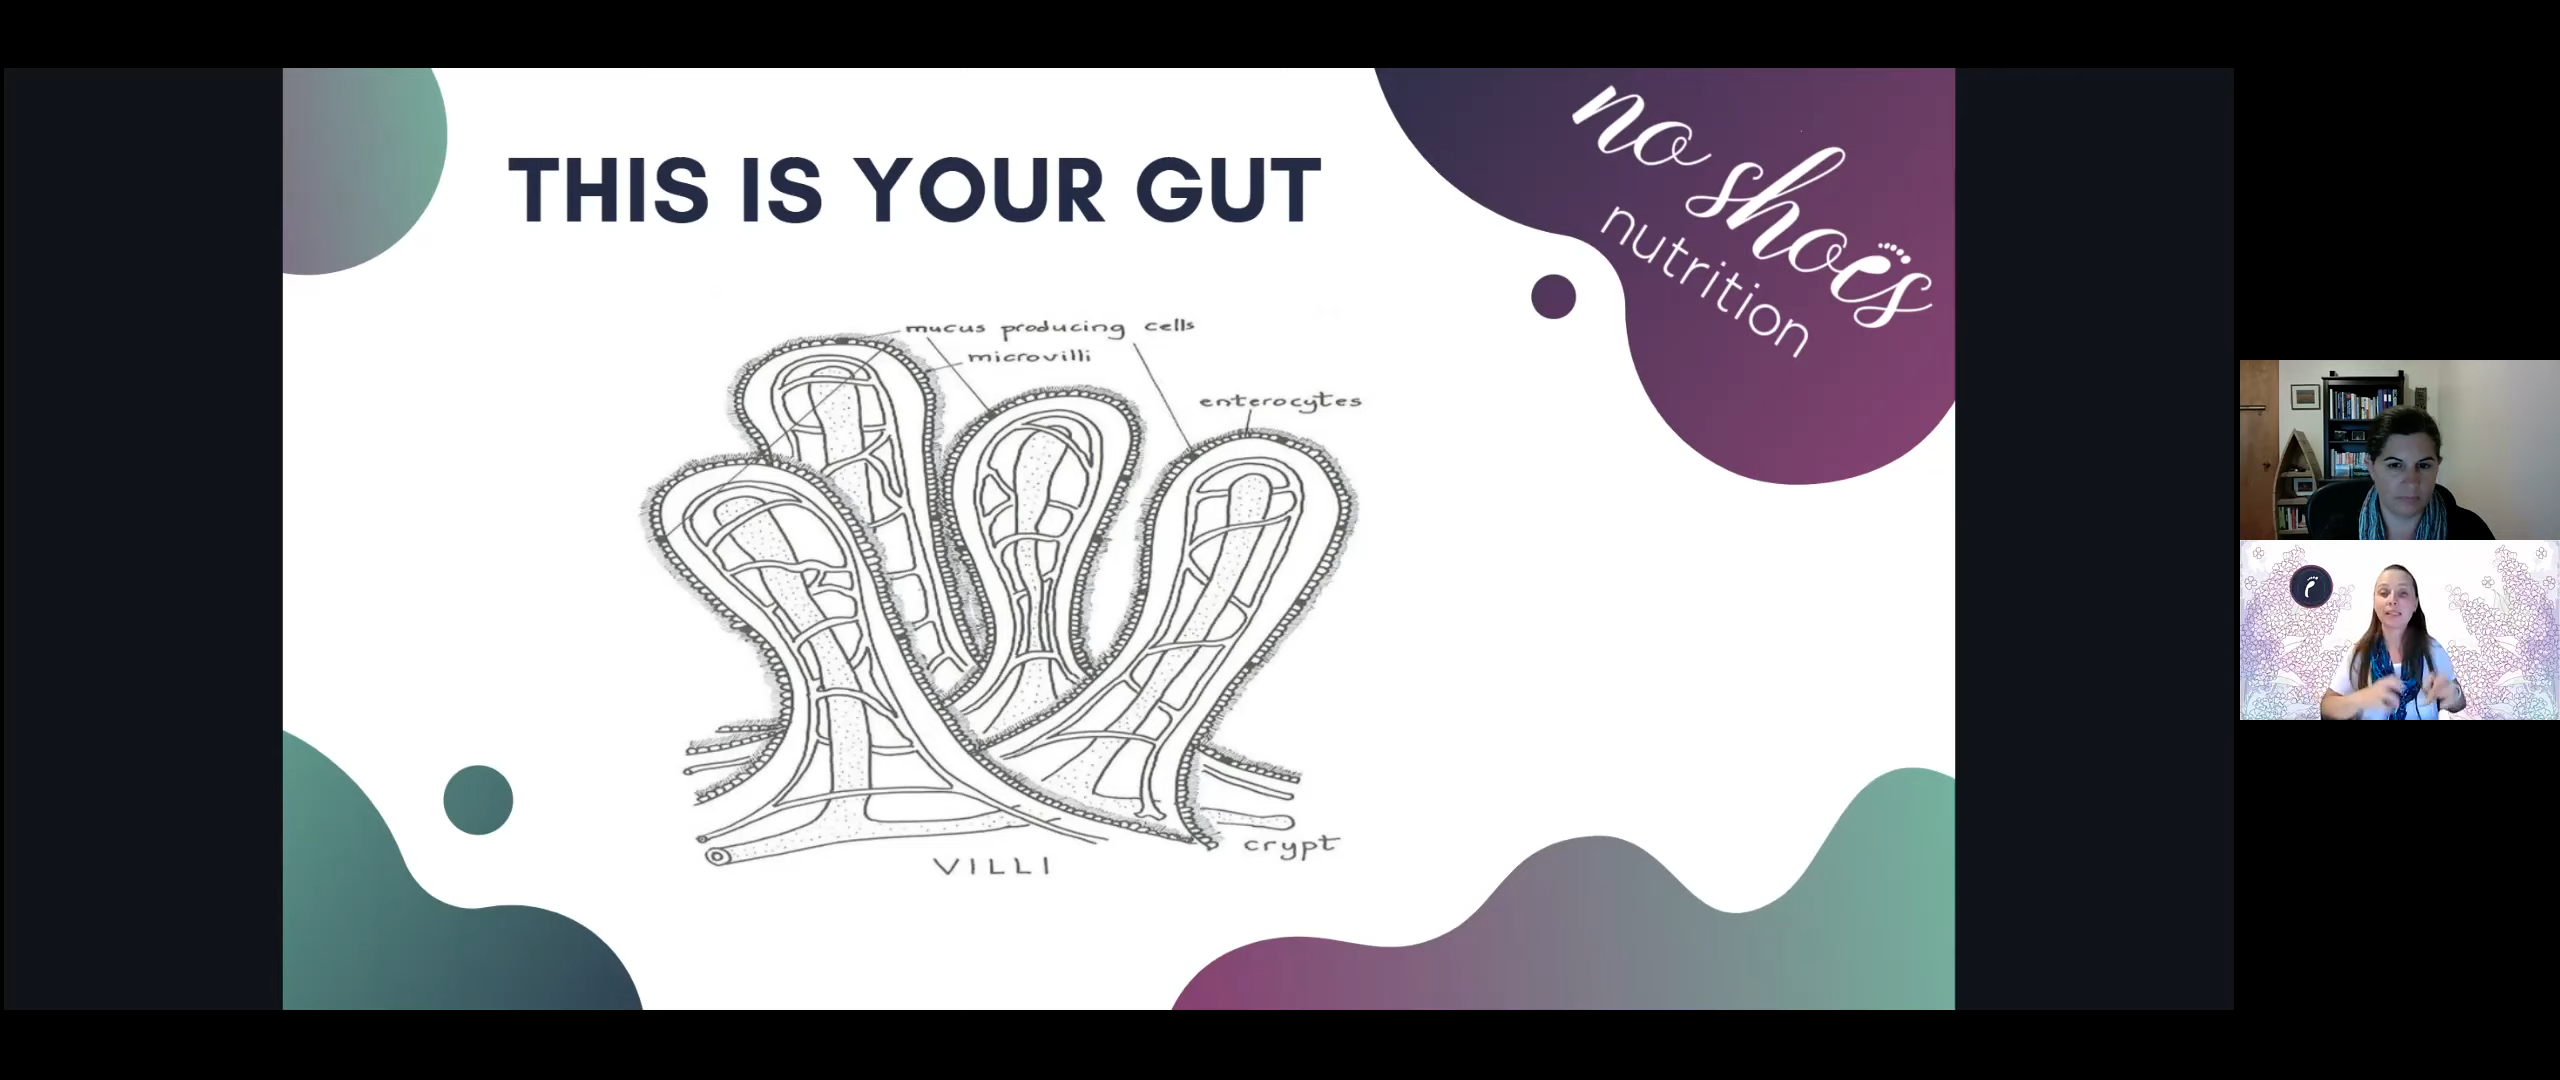 THIS IS YOUR GUT
no shoes
nutrition
mucus producing cells
microvilli
enterocytes
crypt
VILLI